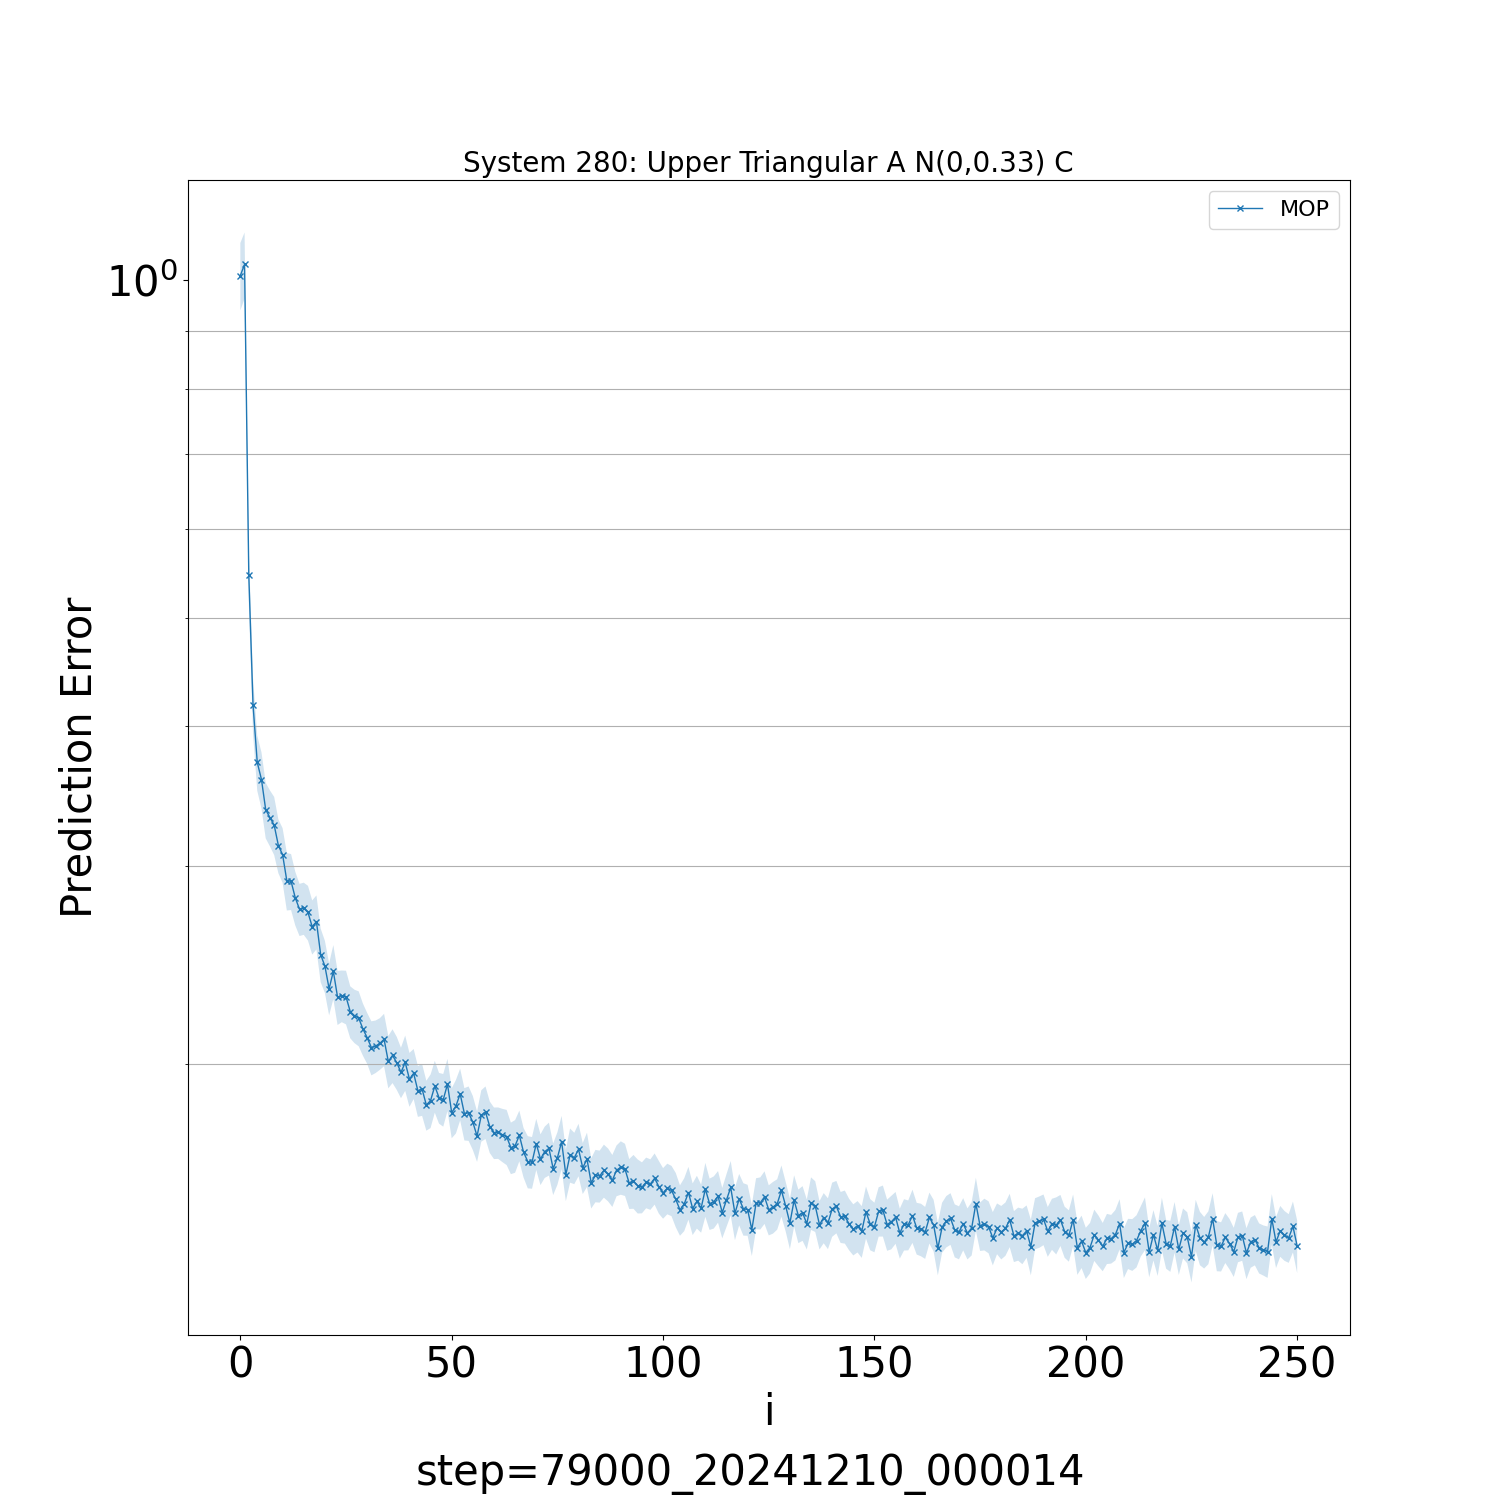 System 280: Upper Triangular A N(0,0.33) C
MOP
10⁰
Prediction Error
0 50 100 150 200 250
i
step=79000_20241210_000014